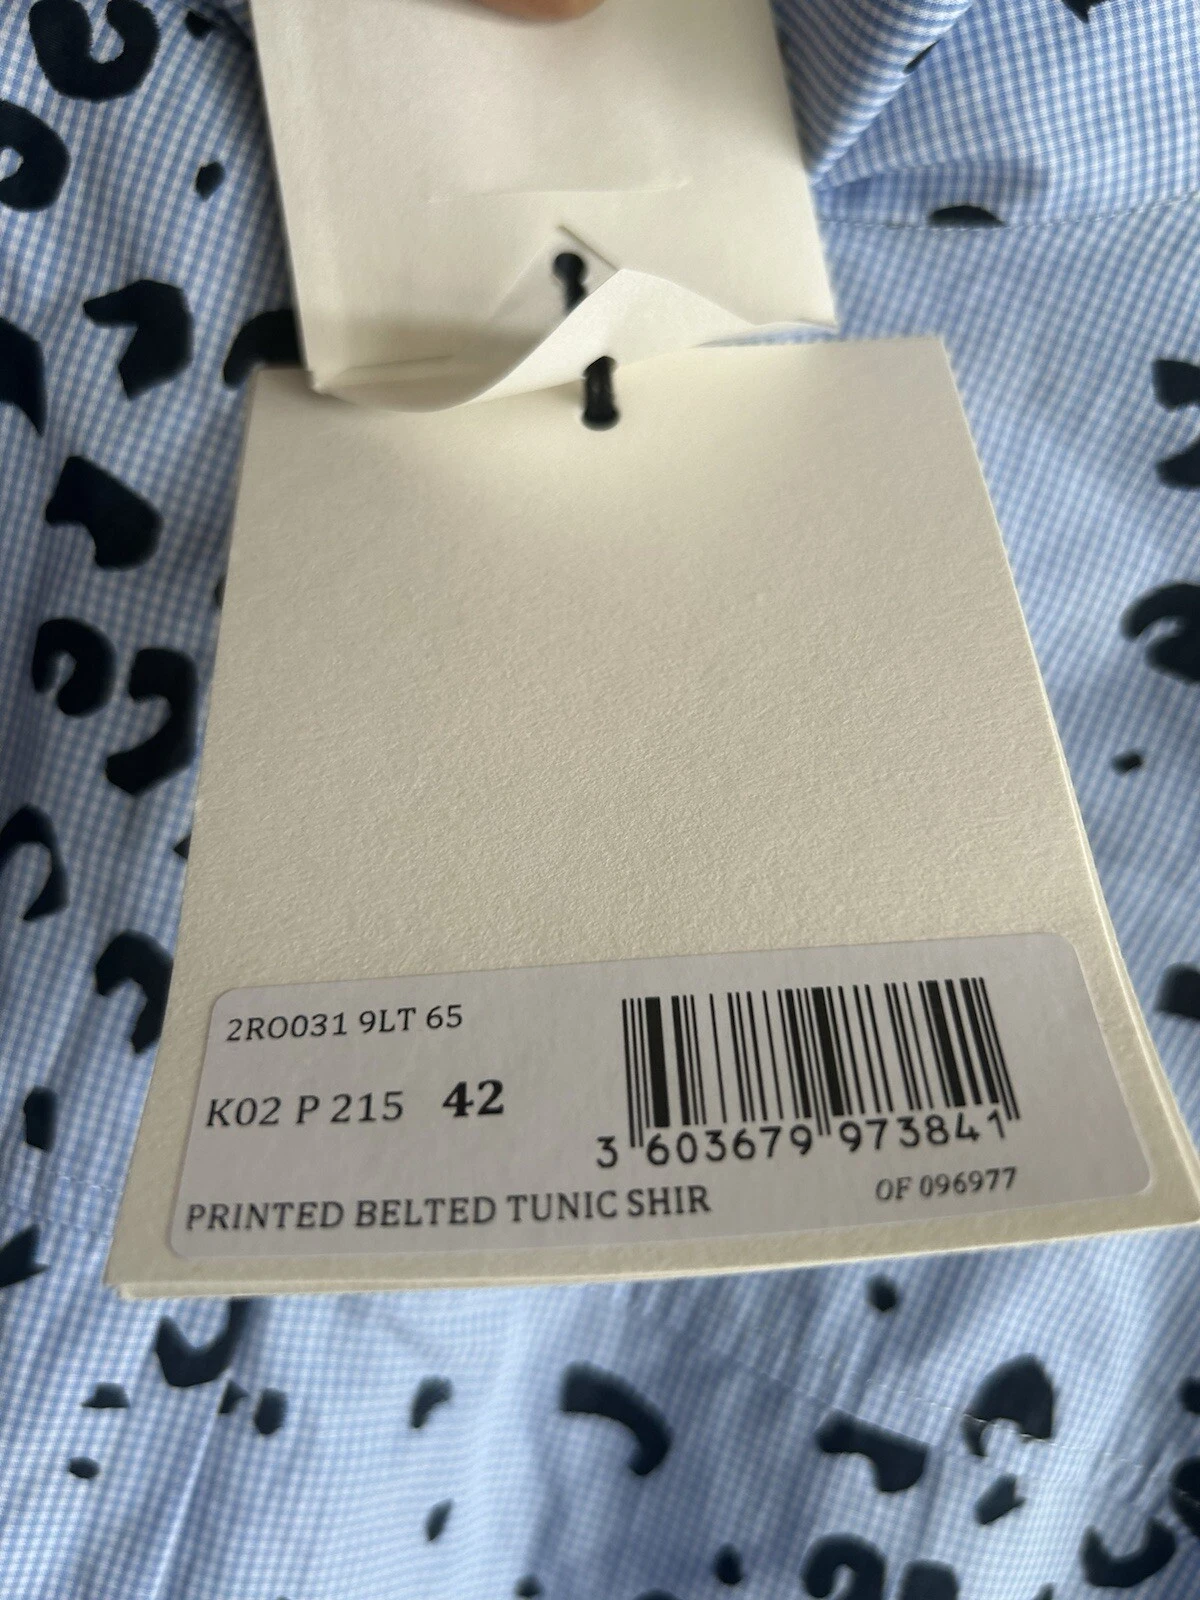 2RO031 9LT 65
K02 P 215 42
3 603679 973841
PRINTED BELTED TUNIC SHIR
OF 096977